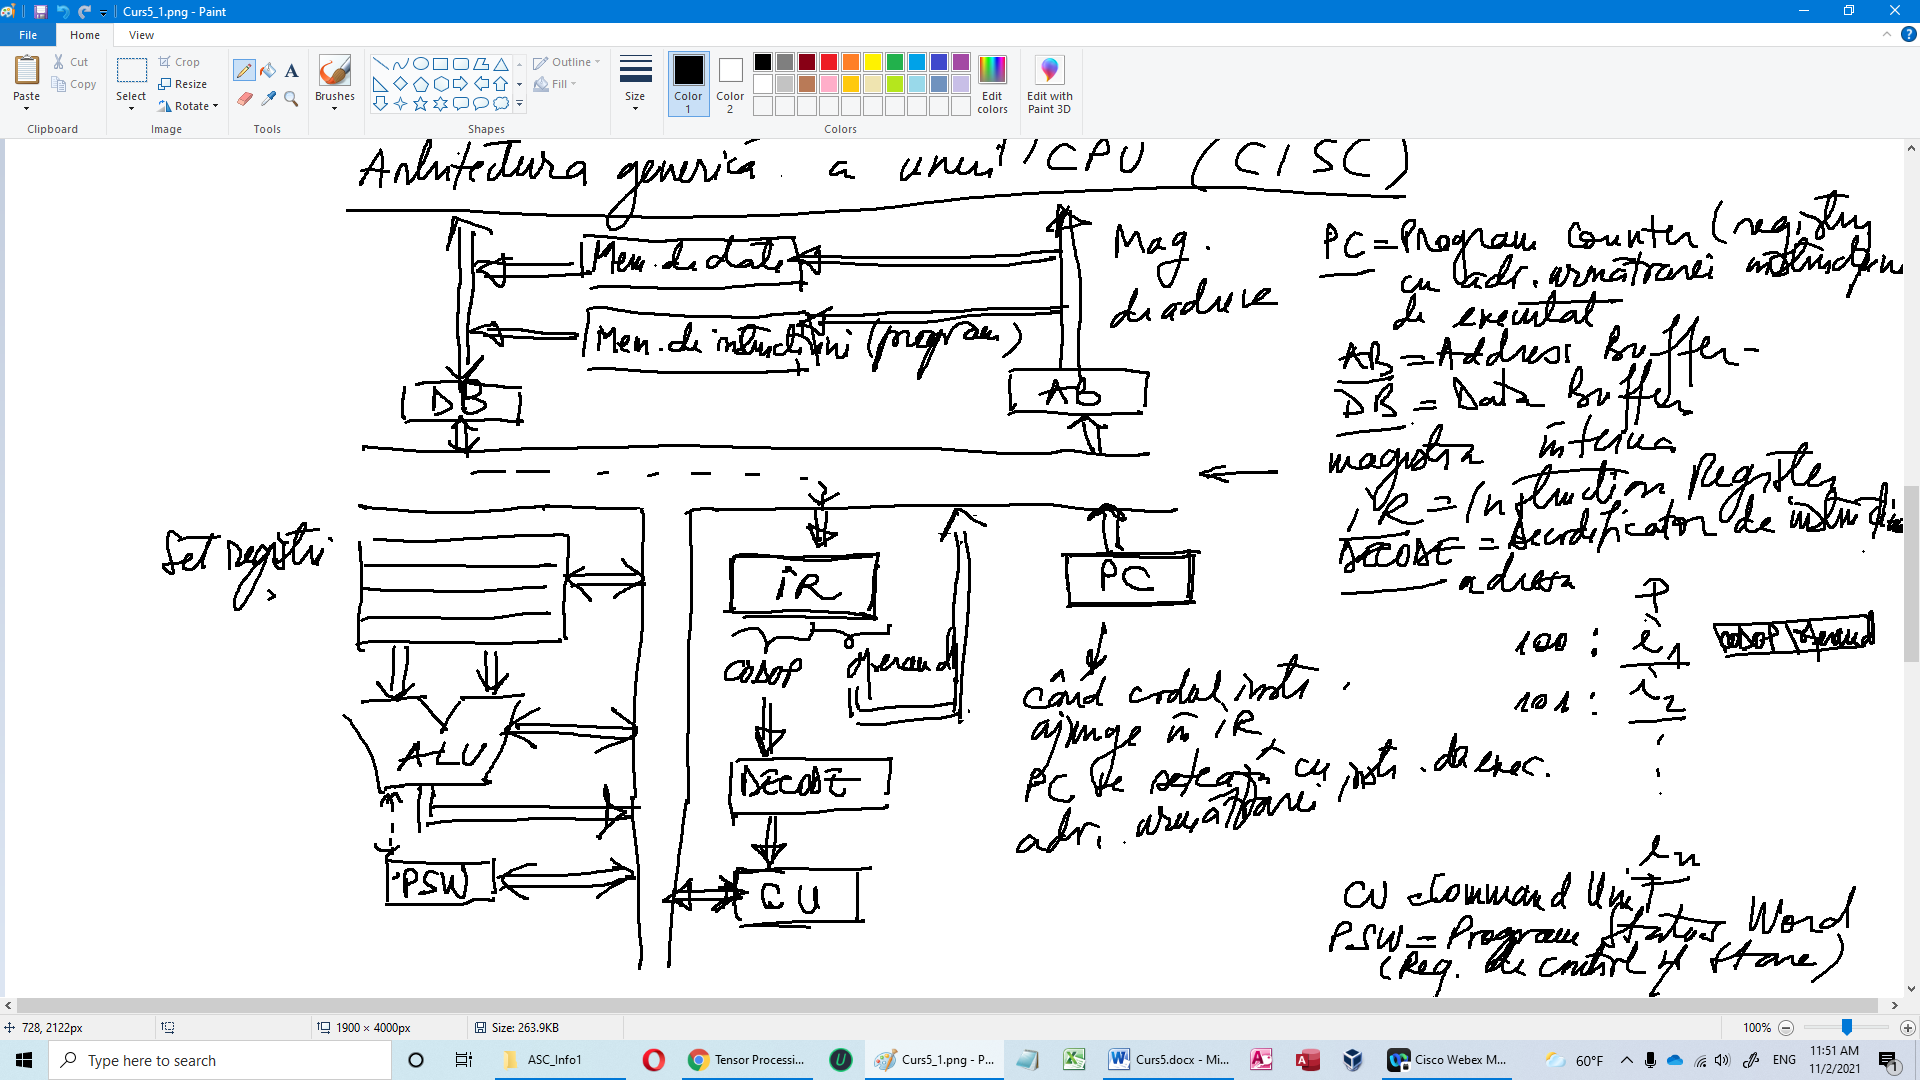 Curs5_1.png - Paint
File
Home
View
Paste
Cut
Copy
Clipboard
Select
Crop
Resize
Rotate
Image
Tools
Brushes
Shapes
Outline
Fill
Size
Color 1
Color 2
Colors
Edit colors
Edit with Paint 3D
Arhitectura generică a unui CPU (CISC)
Mem. de date
Mem. de instrucțiuni (program)
Mag. de adrese
DB
AB
Set registri
IR
PC
CODOP
operand
ALU
DECODE
PSW
CU
când codul instr.
ajunge în IR
PC se setează cu
adr. următoarei instr. de exec.
PC = Program Counter (registru
cu adr. următoarei instrucțiuni
de executat
AB = Address Buffer
DB = Data Buffer
magistra interna
IR = Instruction Register
DECODE = Decodificator de
adresa
P
100 : i1
CODOP operand
101 : i2
in
CU = Command Unit
PSW = Program Status Word
(Reg. de control și stare)
728, 2122px
1900 × 4000px
Size: 263.9KB
100%
Type here to search
ASC_Info1
Tensor Processi...
Curs5_1.png - P...
Curs5.docx - Mi...
Cisco Webex M...
60°F
ENG
11:51 AM
11/2/2021